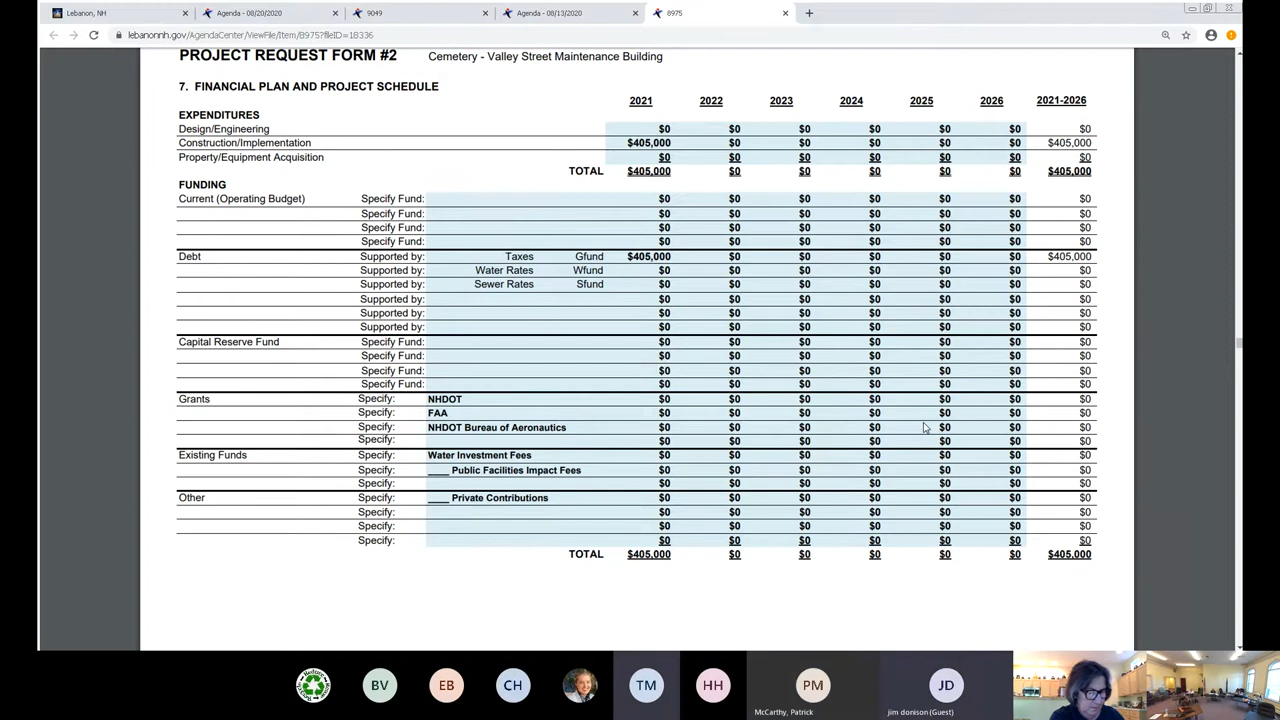 Lebanon, NH
Agenda - 08/20/2020
9049
Agenda - 08/13/2020
8975
lebanonnh.gov/AgendaCenter/ViewFile/Item/8975?fileID=18336
PROJECT REQUEST FORM #2 Cemetery - Valley Street Maintenance Building
7. FINANCIAL PLAN AND PROJECT SCHEDULE
2021 2022 2023 2024 2025 2026 2021-2026
EXPENDITURES
Design/Engineering $0 $0 $0 $0 $0 $0 $0
Construction/Implementation $405,000 $0 $0 $0 $0 $0 $405,000
Property/Equipment Acquisition $0 $0 $0 $0 $0 $0 $0
TOTAL $405,000 $0 $0 $0 $0 $0 $405,000
FUNDING
Current (Operating Budget) Specify Fund: $0 $0 $0 $0 $0 $0 $0
Specify Fund: $0 $0 $0 $0 $0 $0 $0
Specify Fund: $0 $0 $0 $0 $0 $0 $0
Specify Fund: $0 $0 $0 $0 $0 $0 $0
Debt Supported by: Taxes Gfund $405,000 $0 $0 $0 $0 $0 $405,000
Supported by: Water Rates Wfund $0 $0 $0 $0 $0 $0 $0
Supported by: Sewer Rates Sfund $0 $0 $0 $0 $0 $0 $0
Supported by: $0 $0 $0 $0 $0 $0 $0
Supported by: $0 $0 $0 $0 $0 $0 $0
Supported by: $0 $0 $0 $0 $0 $0 $0
Capital Reserve Fund Specify Fund: $0 $0 $0 $0 $0 $0 $0
Specify Fund: $0 $0 $0 $0 $0 $0 $0
Specify Fund: $0 $0 $0 $0 $0 $0 $0
Specify Fund: $0 $0 $0 $0 $0 $0 $0
Grants Specify: NHDOT $0 $0 $0 $0 $0 $0 $0
Specify: FAA $0 $0 $0 $0 $0 $0 $0
Specify: NHDOT Bureau of Aeronautics $0 $0 $0 $0 $0 $0 $0
Specify: $0 $0 $0 $0 $0 $0 $0
Existing Funds Specify: Water Investment Fees $0 $0 $0 $0 $0 $0 $0
Specify: ____ Public Facilities Impact Fees $0 $0 $0 $0 $0 $0 $0
Specify: $0 $0 $0 $0 $0 $0 $0
Other Specify: ____ Private Contributions $0 $0 $0 $0 $0 $0 $0
Specify: $0 $0 $0 $0 $0 $0 $0
Specify: $0 $0 $0 $0 $0 $0 $0
Specify: $0 $0 $0 $0 $0 $0 $0
TOTAL $405,000 $0 $0 $0 $0 $0 $405,000
BV EB CH TM HH PM JD
McCarthy, Patrick
jim donison (Guest)